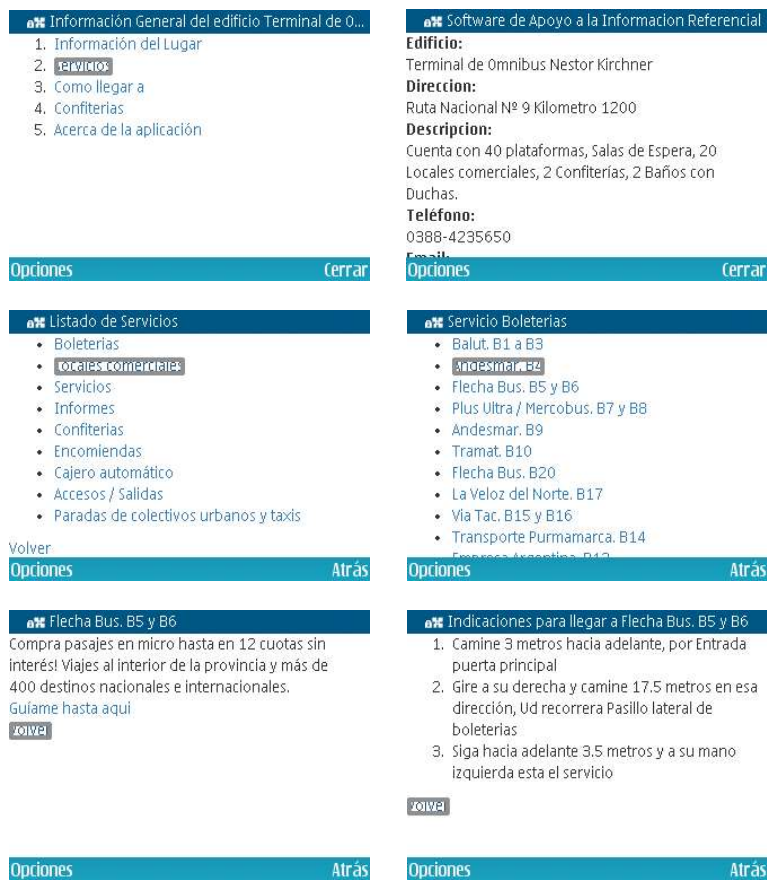 Información General del edificio Terminal de O...
1. Información del Lugar
2. Servicios
3. Como llegar a
4. Confiterias
5. Acerca de la aplicación
Opciones Cerrar
Software de Apoyo a la Informacion Referencial
Edificio:
Terminal de Omnibus Nestor Kirchner
Direccion:
Ruta Nacional Nº 9 Kilometro 1200
Descripcion:
Cuenta con 40 plataformas, Salas de Espera, 20
Locales comerciales, 2 Confiterías, 2 Baños con
Duchas.
Teléfono:
0388-4235650
Email:
Opciones Cerrar
Listado de Servicios
• Boleterias
• Locales comerciales
• Servicios
• Informes
• Confiterias
• Encomiendas
• Cajero automático
• Accesos / Salidas
• Paradas de colectivos urbanos y taxis
Volver
Opciones Atrás
Servicio Boleterias
• Balut. B1 a B3
• Andesmar. B4
• Flecha Bus. B5 y B6
• Plus Ultra / Mercobus. B7 y B8
• Andesmar. B9
• Tramat. B10
• Flecha Bus. B20
• La Veloz del Norte. B17
• Via Tac. B15 y B16
• Transporte Purmamarca. B14
• Empresa Argentina.
Opciones Atrás
Flecha Bus. B5 y B6
Compra pasajes en micro hasta en 12 cuotas sin
interés! Viajes al interior de la provincia y más de
400 destinos nacionales e internacionales.
Guíame hasta aqui
Volver
Opciones Atrás
Indicaciones para llegar a Flecha Bus. B5 y B6
1. Camine 3 metros hacia adelante, por Entrada
puerta principal
2. Gire a su derecha y camine 17.5 metros en esa
dirección, Ud recorrera Pasillo lateral de
boleterias
3. Siga hacia adelante 3.5 metros y a su mano
izquierda esta el servicio
Volver
Opciones Atrás